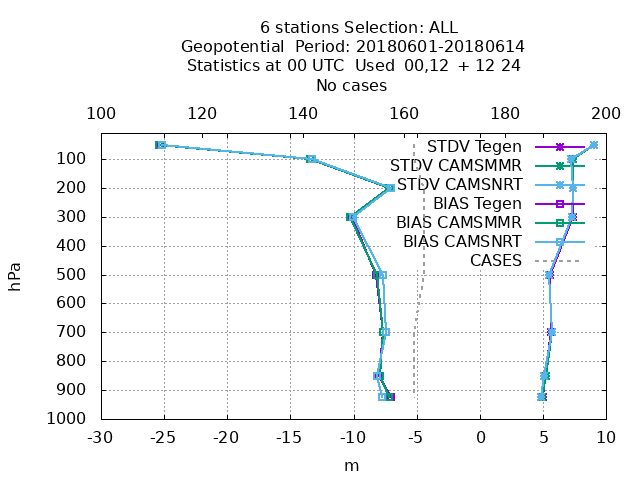 6 stations Selection: ALL
Geopotential  Period: 20180601-20180614
Statistics at 00 UTC  Used  00,12  + 12 24
No cases
100 120 140 160 180 200
STDV Tegen
STDV CAMSMMR
STDV CAMSNRT
BIAS Tegen
BIAS CAMSMMR
BIAS CAMSNRT
CASES
hPa
100
200
300
400
500
600
700
800
900
1000
-30 -25 -20 -15 -10 -5 0 5 10
m